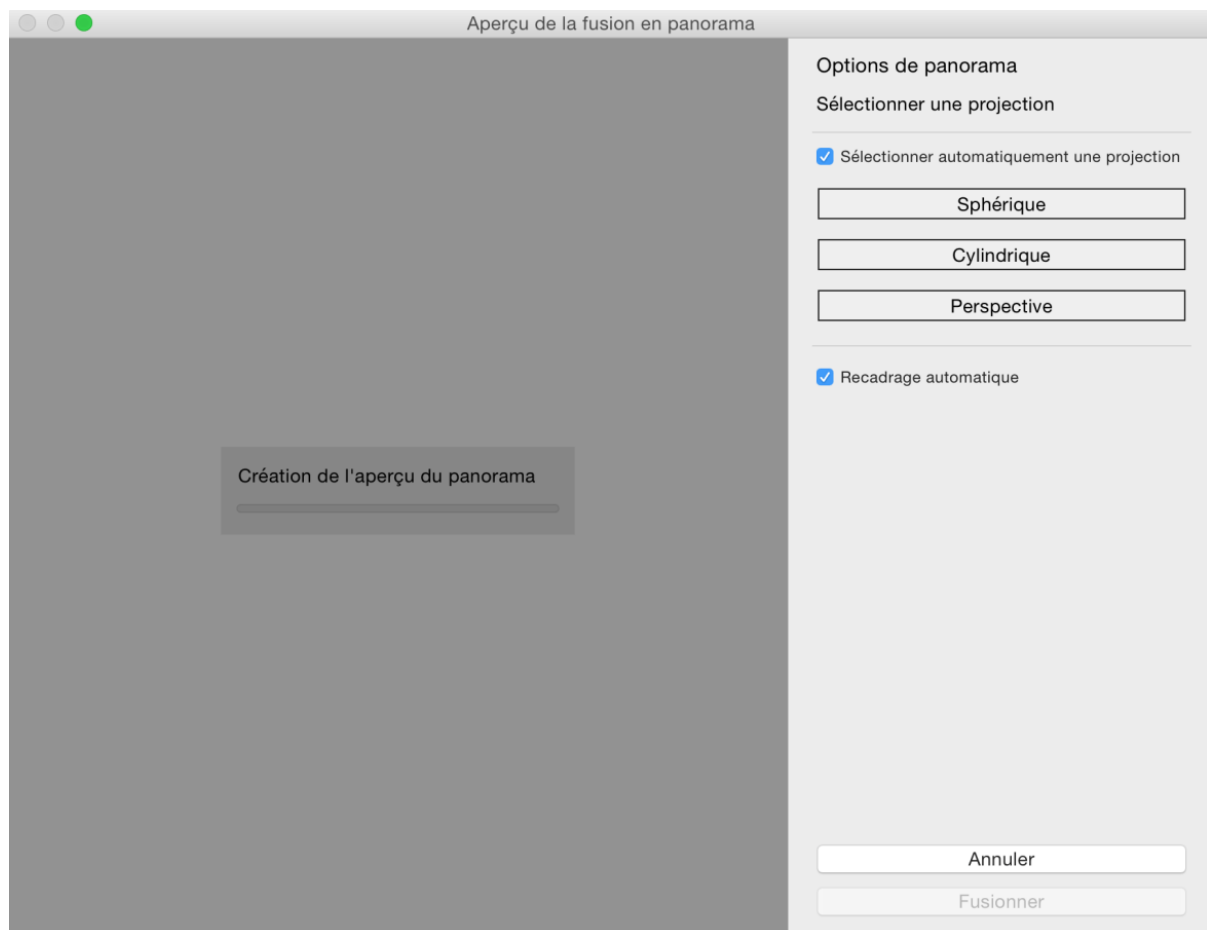 Aperçu de la fusion en panorama
Options de panorama
Sélectionner une projection
Sélectionner automatiquement une projection
Sphérique
Cylindrique
Perspective
Recadrage automatique
Création de l'aperçu du panorama
Annuler
Fusionner